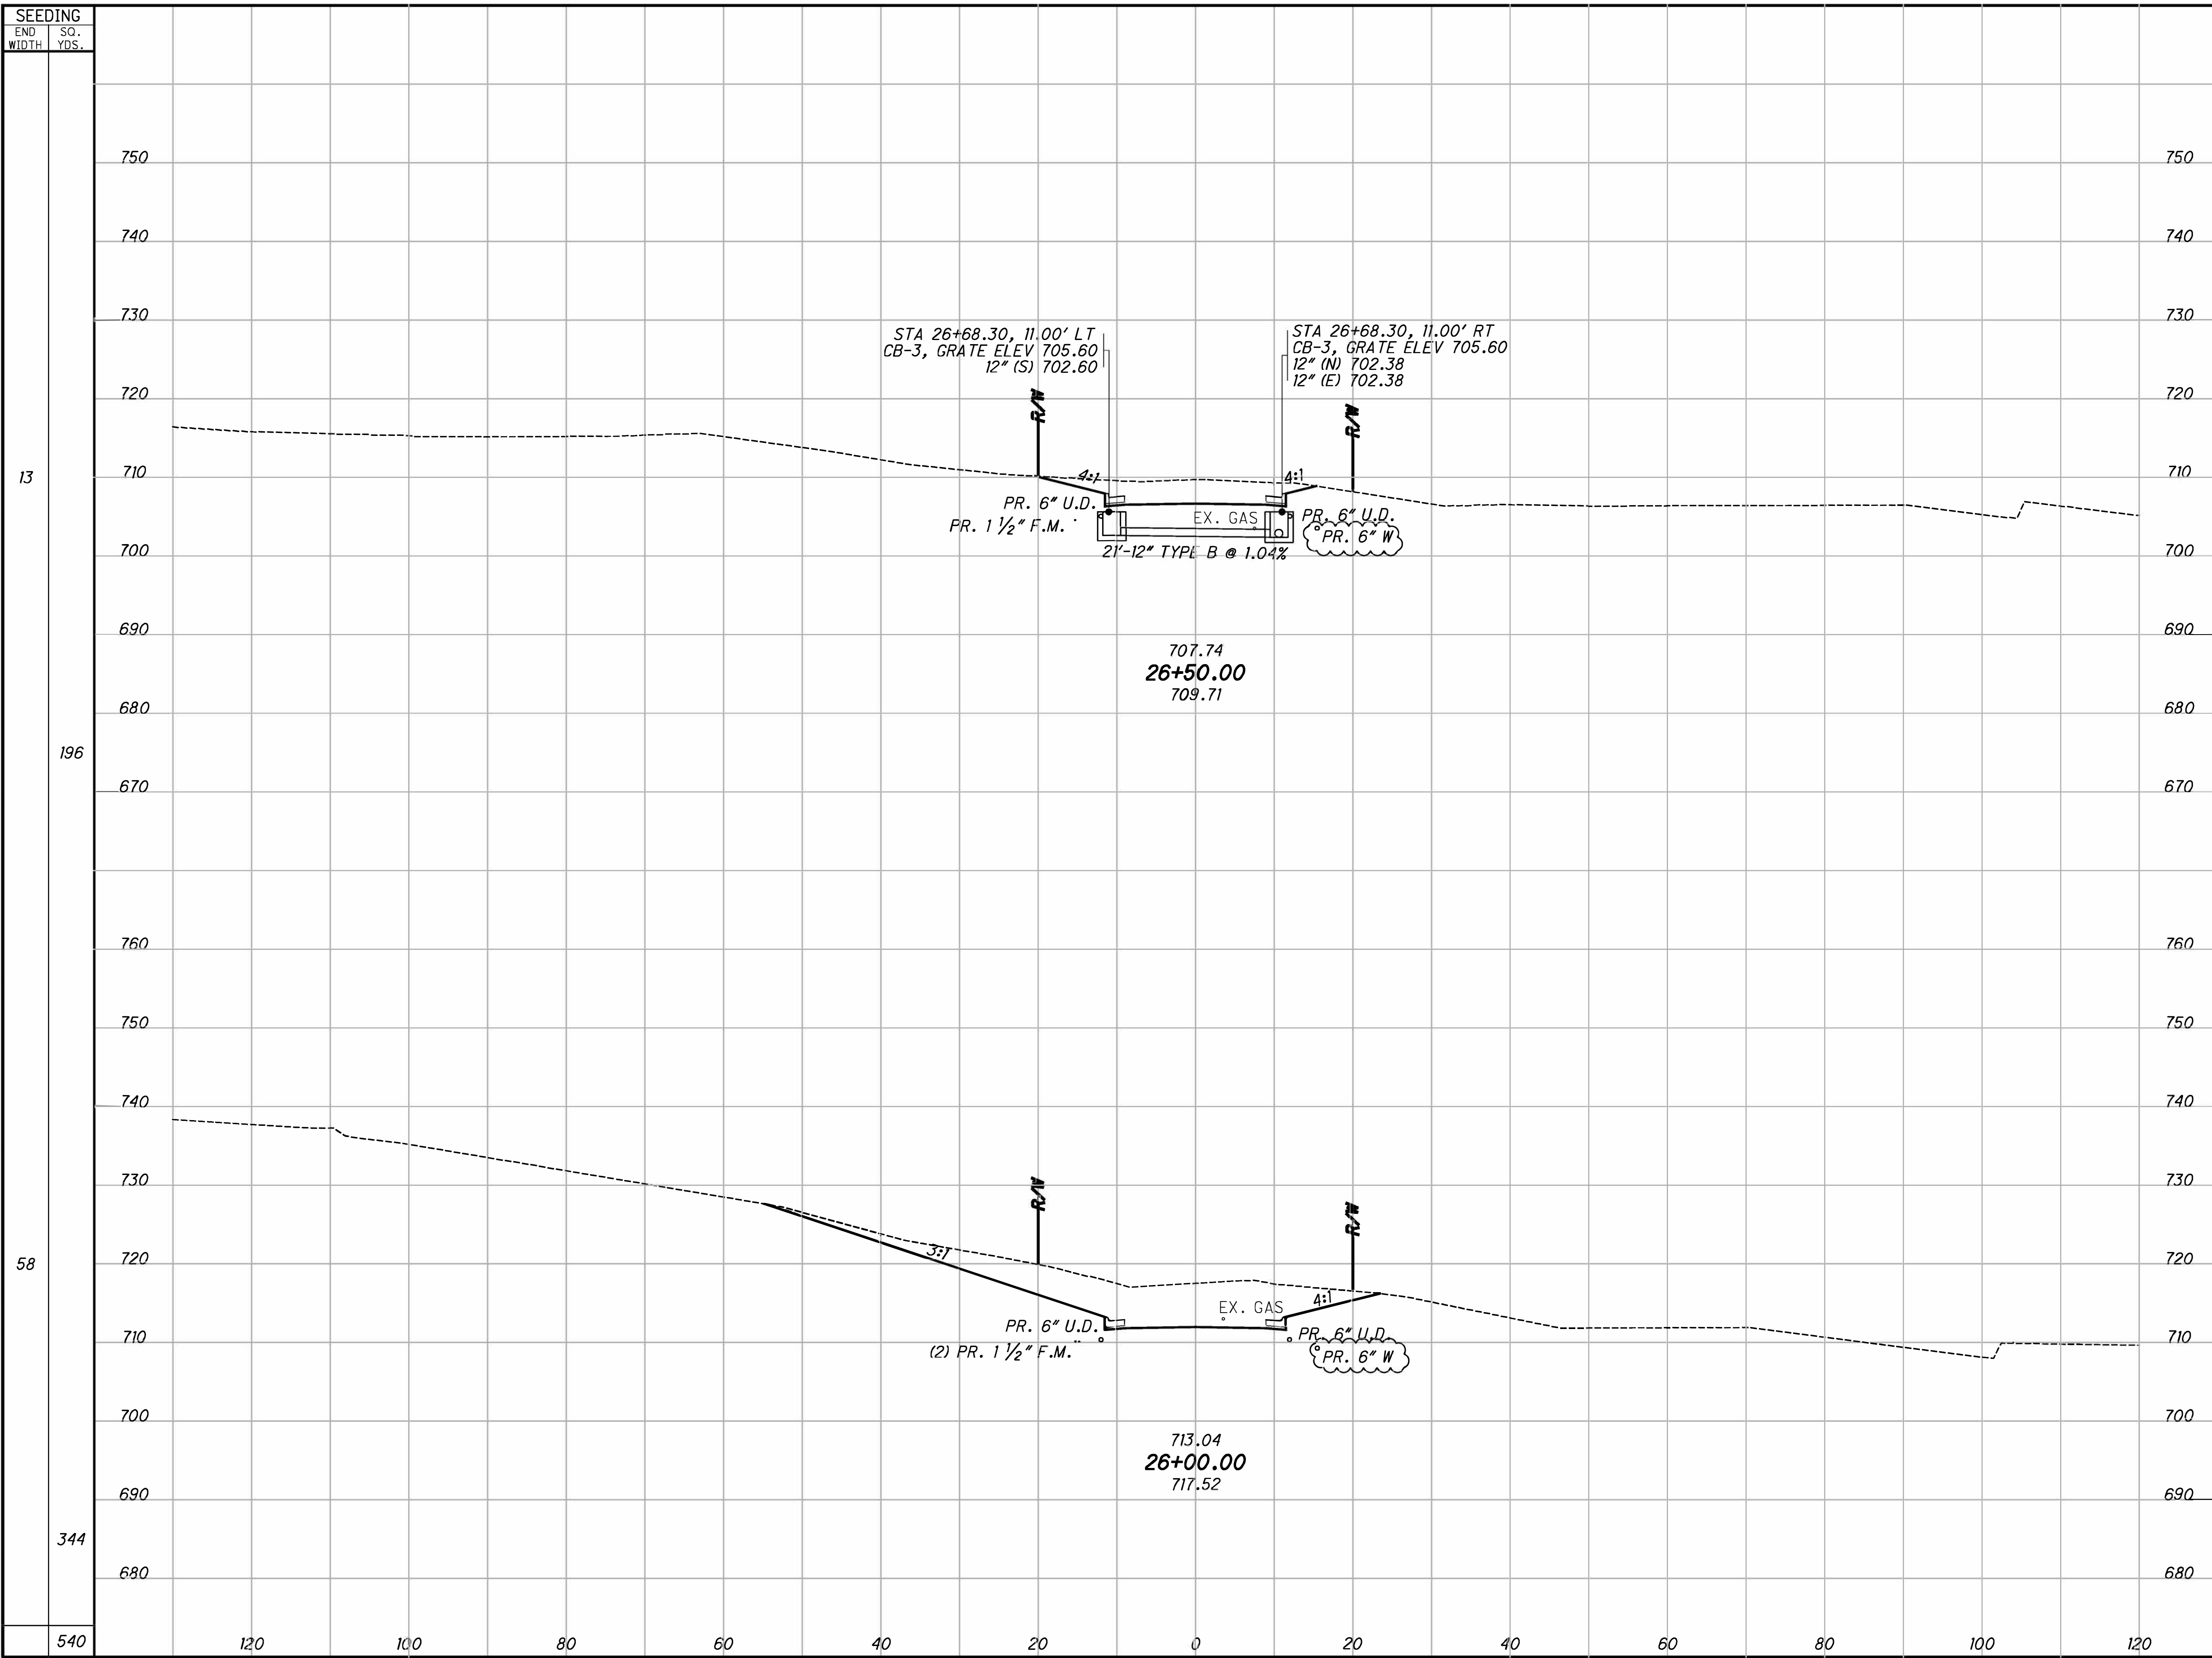 SEEDING
END WIDTH
SQ. YDS.
750 750
740 740
730 730
STA 26+68.30, 11.00' LT
CB-3, GRATE ELEV 705.60
12" (S) 702.60
STA 26+68.30, 11.00' RT
CB-3, GRATE ELEV 705.60
12" (N) 702.38
12" (E) 702.38
720 720
R/W R/W
13
710 710
4:1 4:1
PR. 6" U.D.
PR. 1 1/2" F.M.
EX. GAS
PR. 6" U.D.
PR. 6" W
21'-12" TYPE B @ 1.04%
700 700
690 690
707.74
26+50.00
709.71
680 680
196
670 670
760 760
750 750
740 740
730 730
R/W R/W
720 720
58
3:1
4:1
EX. GAS
PR. 6" U.D.
(2) PR. 1 1/2" F.M.
PR. 6" U.D.
PR. 6" W
710 710
700 700
713.04
26+00.00
717.52
690 690
344
680 680
540
120 100 80 60 40 20 0 20 40 60 80 100 120